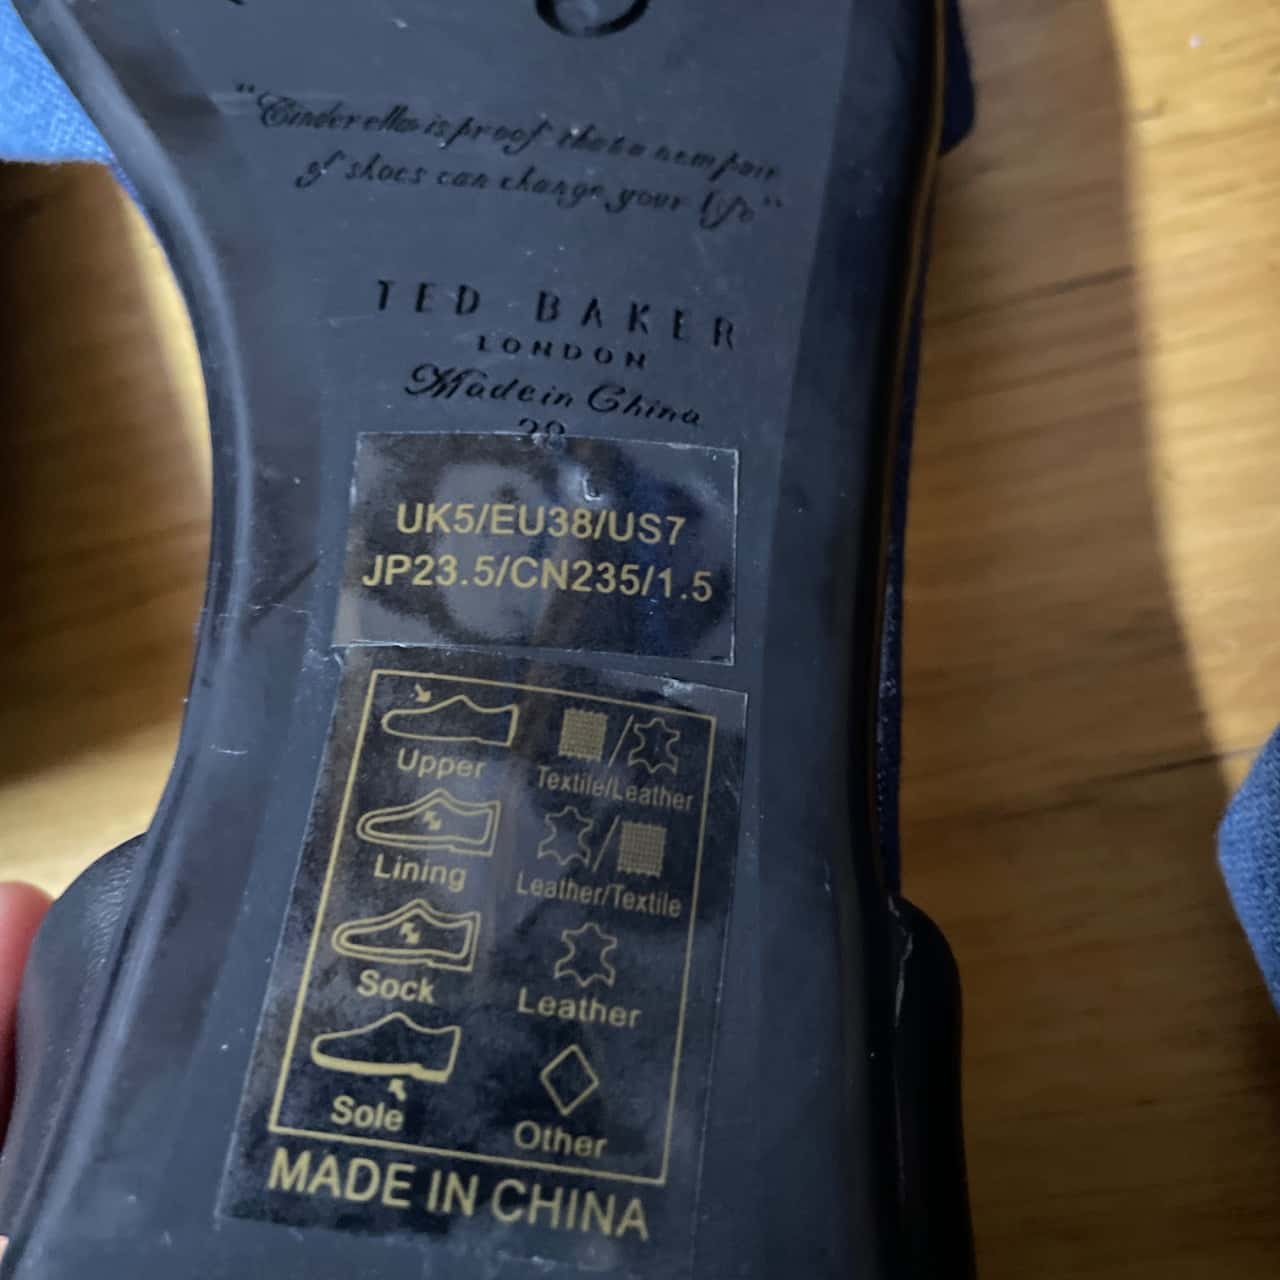 "Cinderella is proof that a new pair
of shoes can change your life"
TED BAKER
LONDON
Made in China
UK5/EU38/US7
JP23.5/CN235/1.5
Upper
Textile/Leather
Lining
Leather/Textile
Sock
Leather
Sole
Other
MADE IN CHINA